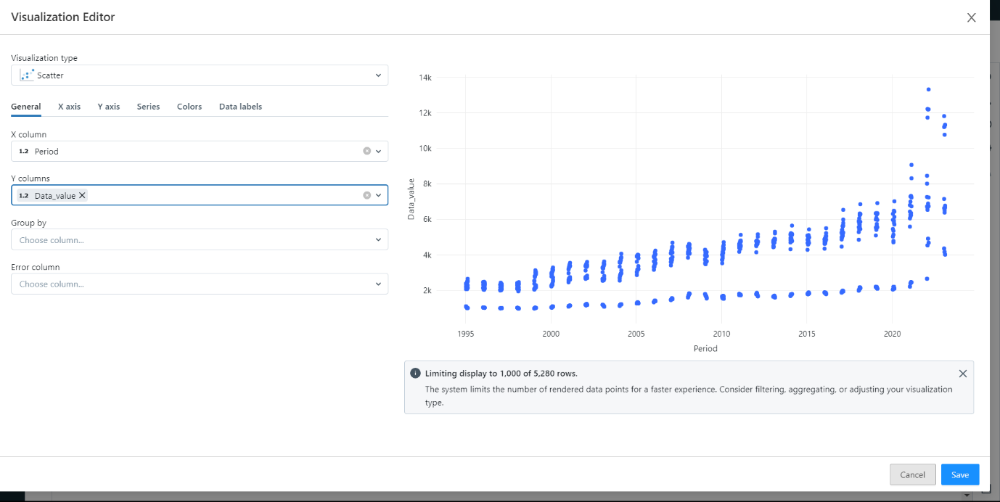 Visualization Editor
Visualization type
Scatter
General X axis Y axis Series Colors Data labels
X column
1.2 Period
Y columns
1.2 Data_value
Group by
Choose column...
Error column
Choose column...
14k
12k
10k
8k
6k
4k
2k
Data_value
1995 2000 2005 2010 2015 2020
Period
Limiting display to 1,000 of 5,280 rows.
The system limits the number of rendered data points for a faster experience. Consider filtering, aggregating, or adjusting your visualization
type.
Cancel Save